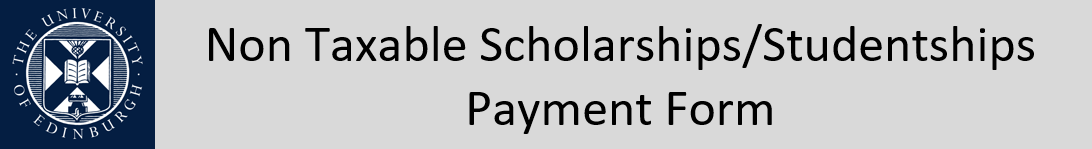 THE UNIVERSITY OF EDINBURGH
Non Taxable Scholarships/Studentships
Payment Form